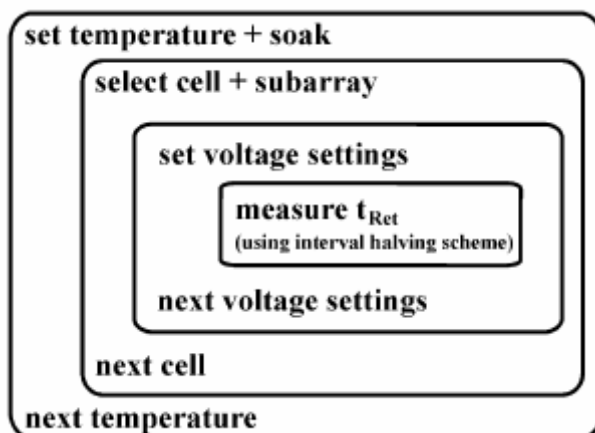 set temperature + soak
select cell + subarray
set voltage settings
measure t_Ret
(using interval halving scheme)
next voltage settings
next cell
next temperature